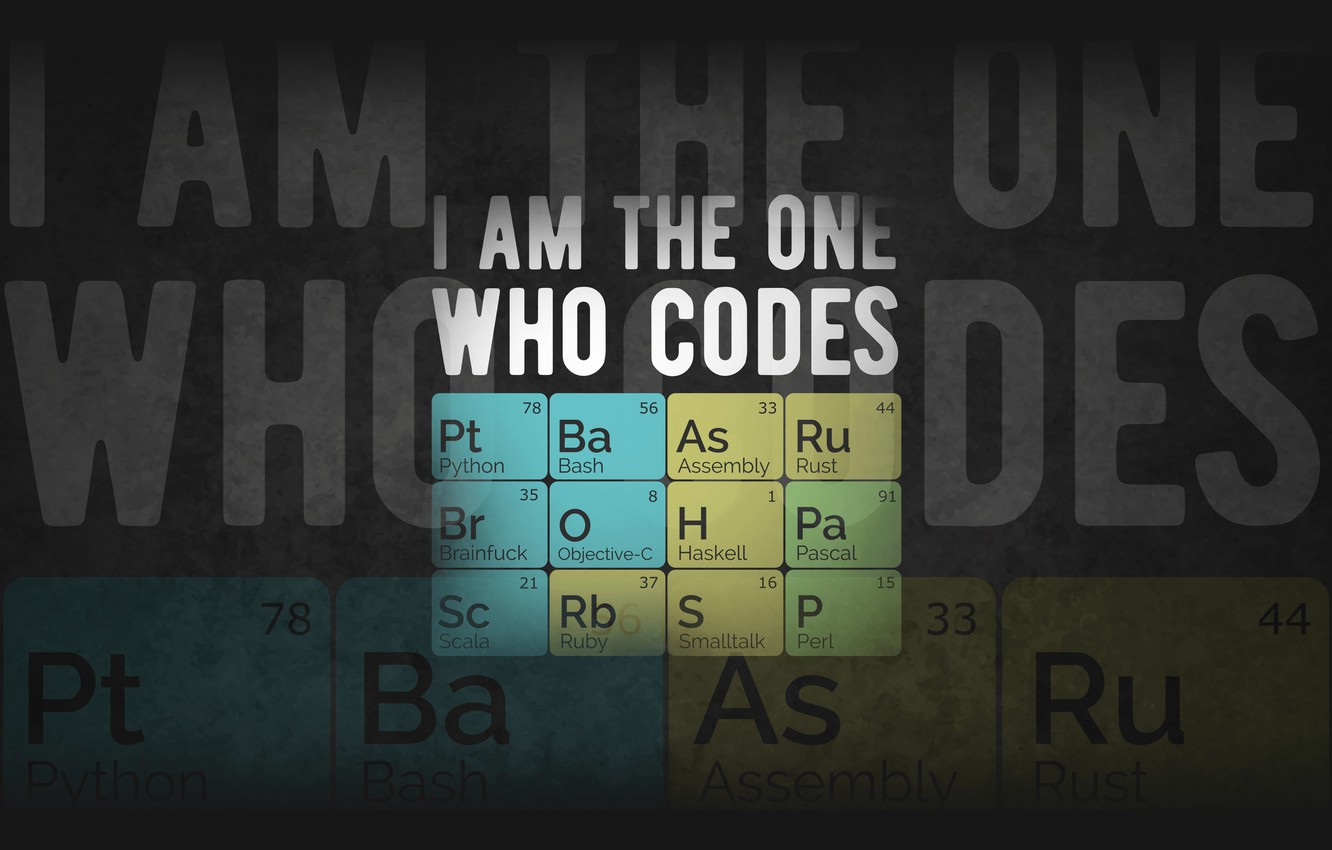 I AM THE ONE
WHO CODES
I AM THE ONE
WHO CODES
78
Pt
Python
56
Ba
Bash
33
As
Assembly
44
Ru
Rust
35
Br
Brainfuck
8
O
Objective-C
1
H
Haskell
91
Pa
Pascal
21
Sc
Scala
37
Rb
Ruby
16
S
Smalltalk
15
P
Perl
78
Pt
Python
56
Ba
Bash
33
As
Assembly
44
Ru
Rust